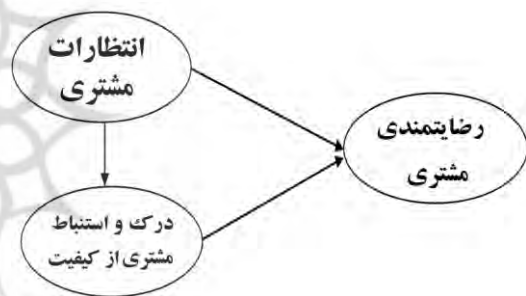 انتظارات
مشتری
رضایتمندی
مشتری
درک و استنباط
مشتری از کیفیت